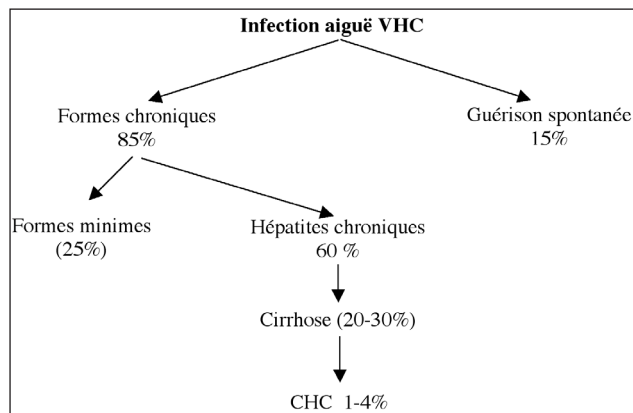 Infection aiguë VHC
Formes chroniques
85%
Guérison spontanée
15%
Formes minimes
(25%)
Hépatites chroniques
60 %
Cirrhose (20-30%)
CHC 1-4%